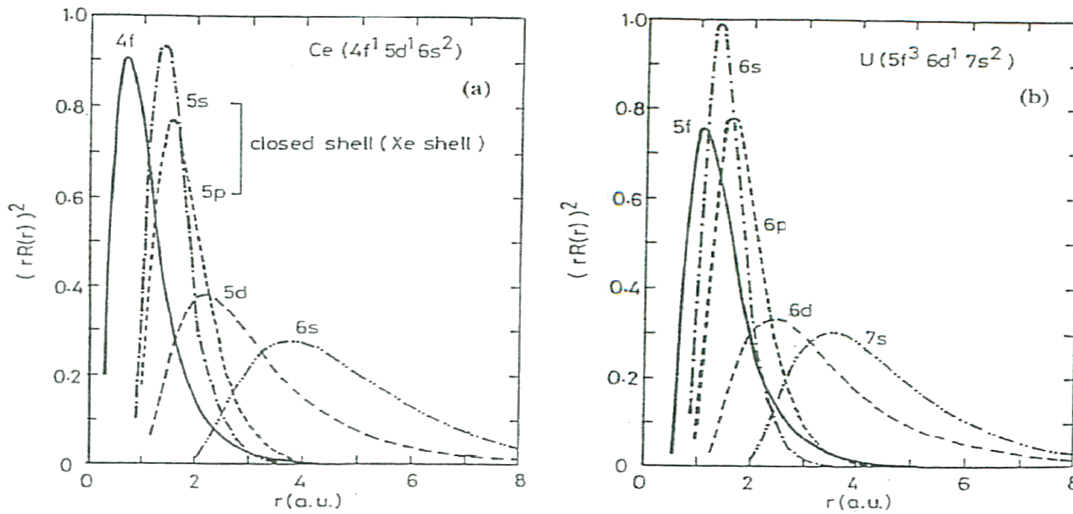 1·0
0·8
0.6
0.4
0.2
0
(rR(r))²
0
2
4
6
8
r(a.u.)
4f
Ce (4f¹ 5d¹ 6s²)
(a)
5s
closed shell (Xe shell)
5p
5d
6s
1·0
0·8
0.6
0.4
0.2
0
(rR(r))²
0
2
4
6
8
r(a.u.)
6s
U(5f³ 6d¹ 7s²)
(b)
5f
6p
6d
7s